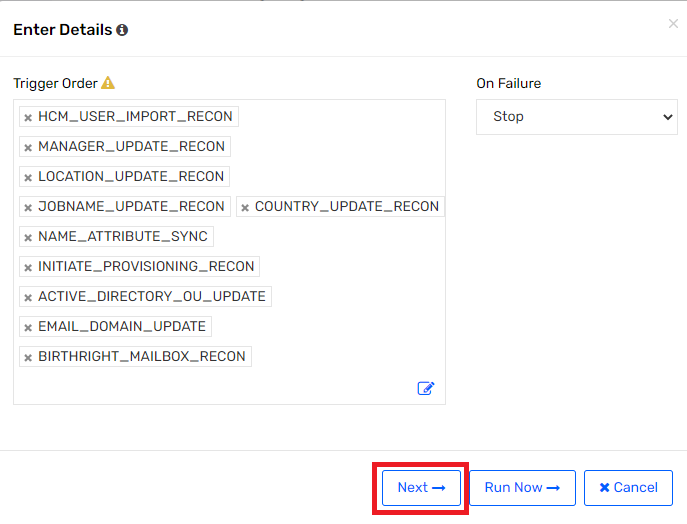 Enter Details
Trigger Order
On Failure
HCM_USER_IMPORT_RECON
Stop
MANAGER_UPDATE_RECON
LOCATION_UPDATE_RECON
JOBNAME_UPDATE_RECON COUNTRY_UPDATE_RECON
NAME_ATTRIBUTE_SYNC
INITIATE_PROVISIONING_RECON
ACTIVE_DIRECTORY_OU_UPDATE
EMAIL_DOMAIN_UPDATE
BIRTHRIGHT_MAILBOX_RECON
Next Run Now Cancel